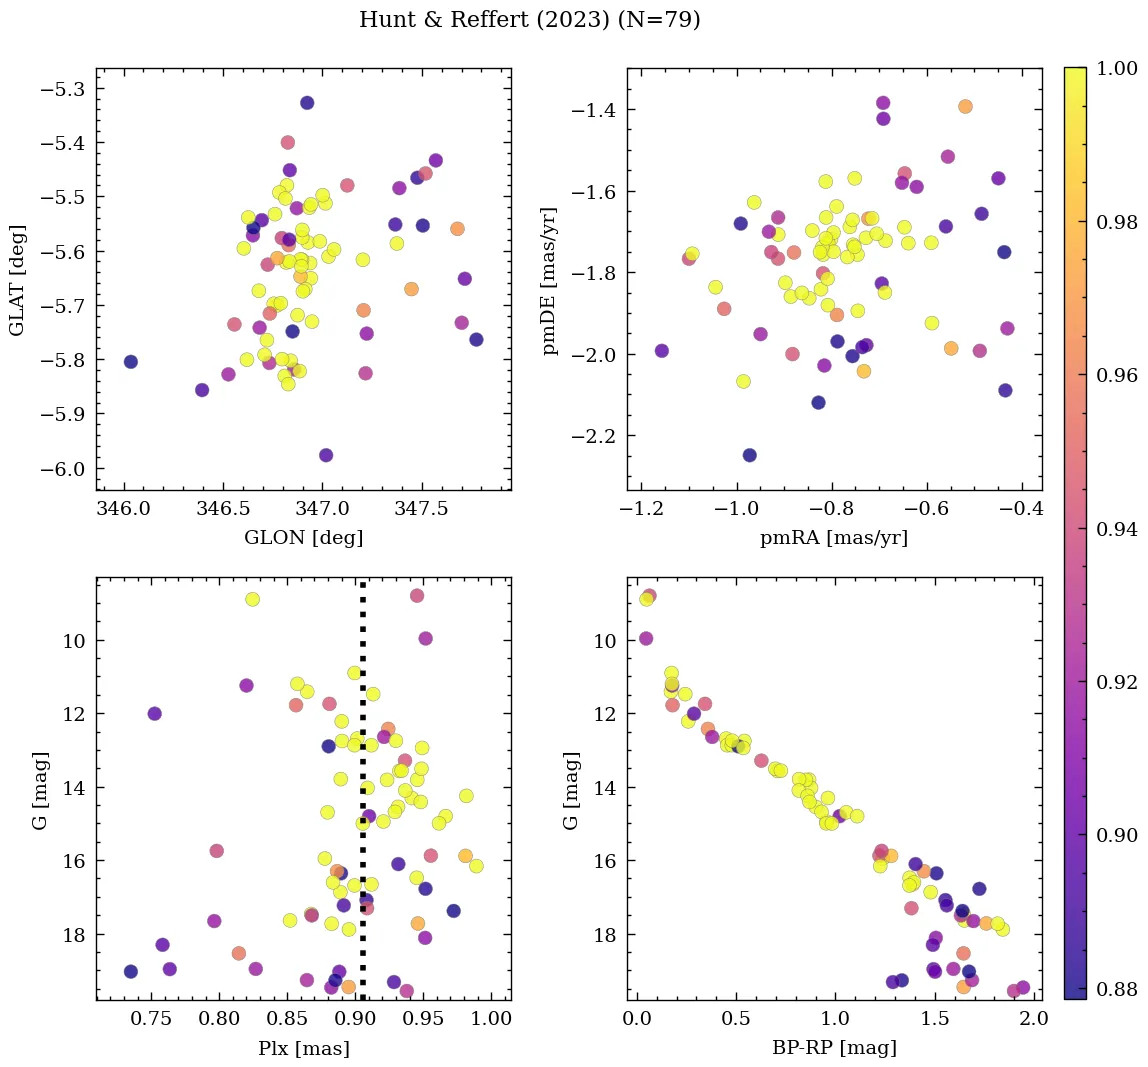 Hunt & Reffert (2023) (N=79)
−5.3
−5.4
−5.5
−5.6
−5.7
−5.8
−5.9
−6.0
GLAT [deg]
346.0 346.5 347.0 347.5
GLON [deg]
−1.4
−1.6
−1.8
−2.0
−2.2
pmDE [mas/yr]
−1.2 −1.0 −0.8 −0.6 −0.4
pmRA [mas/yr]
10
12
14
16
18
G [mag]
0.75 0.80 0.85 0.90 0.95 1.00
Plx [mas]
10
12
14
16
18
G [mag]
0.0 0.5 1.0 1.5 2.0
BP-RP [mag]
1.00
0.98
0.96
0.94
0.92
0.90
0.88